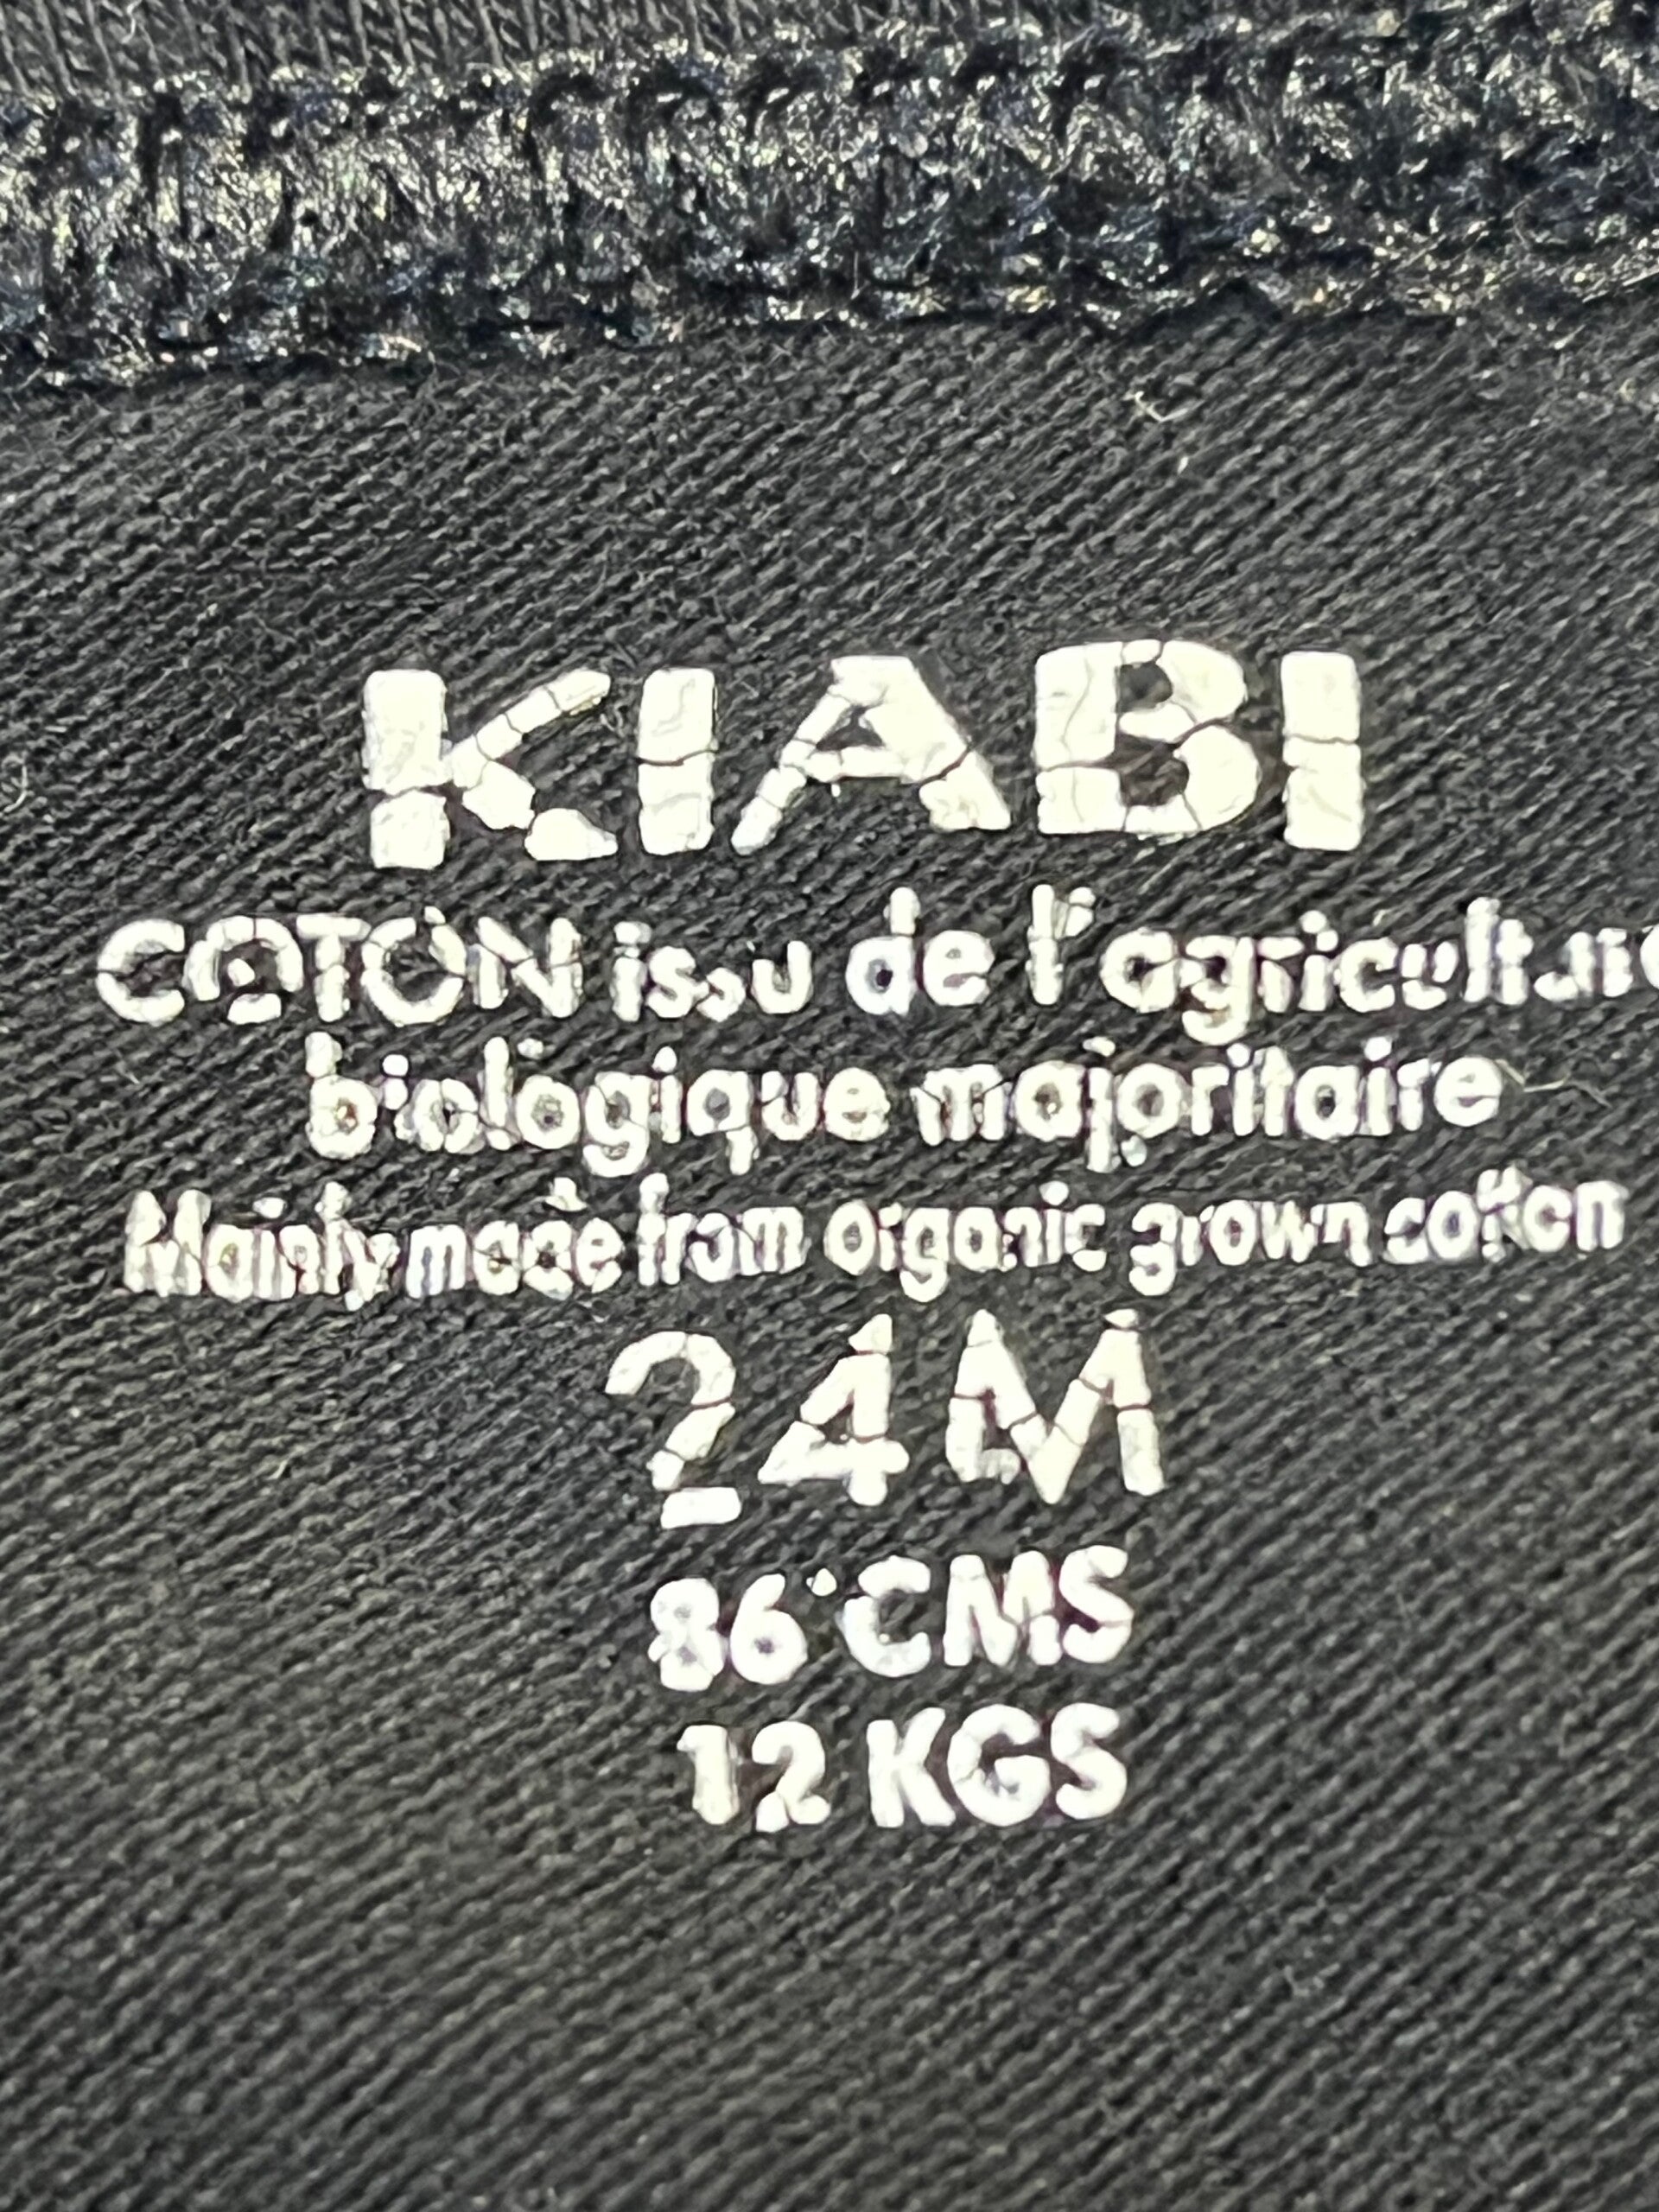 KIABI
COTON issu de l'agriculture
biologique majoritaire
Mainly made from organic grown cotton
24M
86 CMS
12 KGS